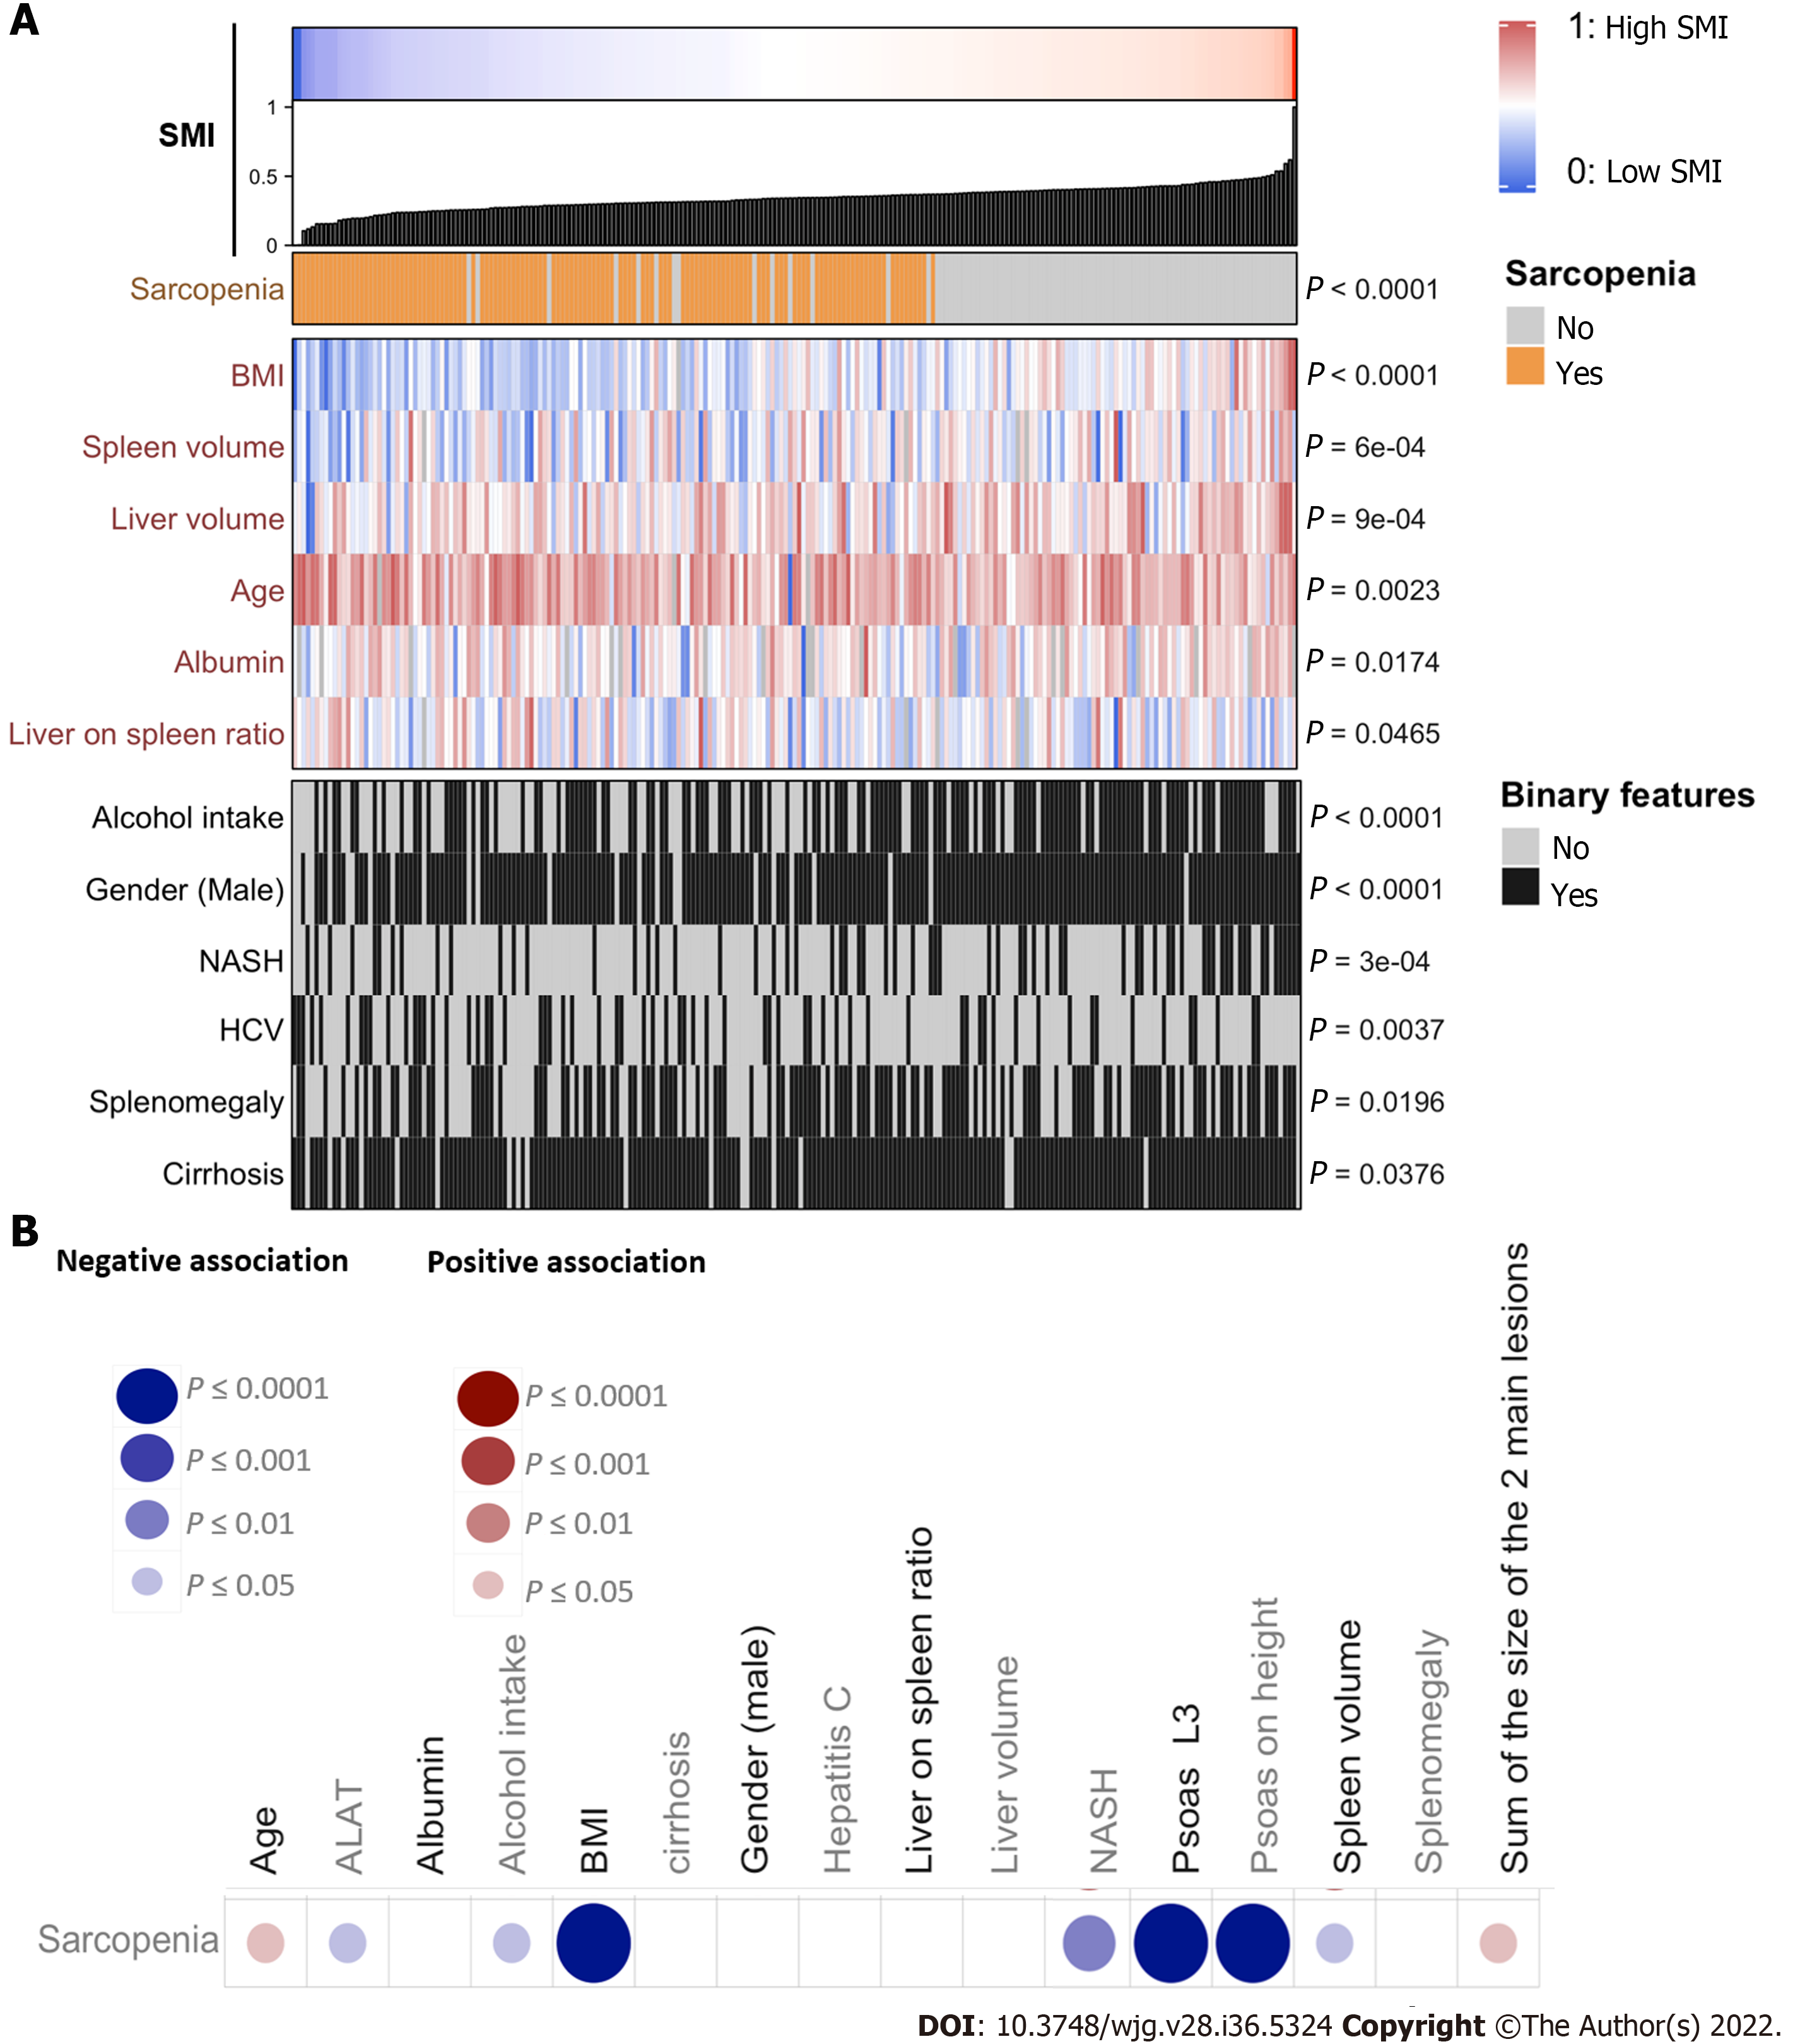 A
1: High SMI
0: Low SMI
SMI
1
0.5
0
Sarcopenia
P < 0.0001
Sarcopenia
No
Yes
BMI
P < 0.0001
Spleen volume
P = 6e-04
Liver volume
P = 9e-04
Age
P = 0.0023
Albumin
P = 0.0174
Liver on spleen ratio
P = 0.0465
Alcohol intake
P < 0.0001
Binary features
No
Yes
Gender (Male)
P < 0.0001
NASH
P = 3e-04
HCV
P = 0.0037
Splenomegaly
P = 0.0196
Cirrhosis
P = 0.0376
B
Negative association
Positive association
P ≤ 0.0001
P ≤ 0.001
P ≤ 0.01
P ≤ 0.05
P ≤ 0.0001
P ≤ 0.001
P ≤ 0.01
P ≤ 0.05
Age
ALAT
Albumin
Alcohol intake
BMI
cirrhosis
Gender (male)
Hepatitis C
Liver on spleen ratio
Liver volume
NASH
Psoas L3
Psoas on height
Spleen volume
Splenomegaly
Sum of the size of the 2 main lesions
Sarcopenia
DOI: 10.3748/wjg.v28.i36.5324 Copyright ©The Author(s) 2022.